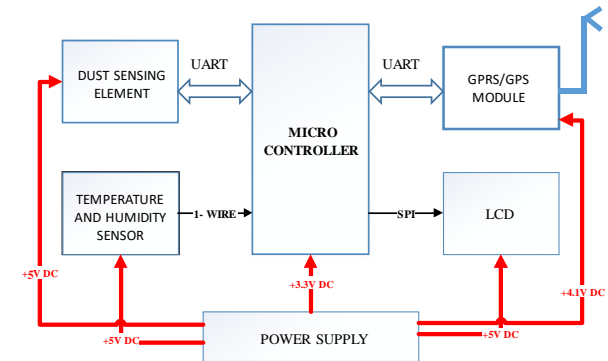 DUST SENSING
ELEMENT
UART
MICRO
CONTROLLER
UART
GPRS/GPS
MODULE
TEMPERATURE
AND HUMIDITY
SENSOR
1- WIRE
SPI
LCD
+5V DC
+3.3V DC
+4.1V DC
+5V DC
POWER SUPPLY
+5V DC